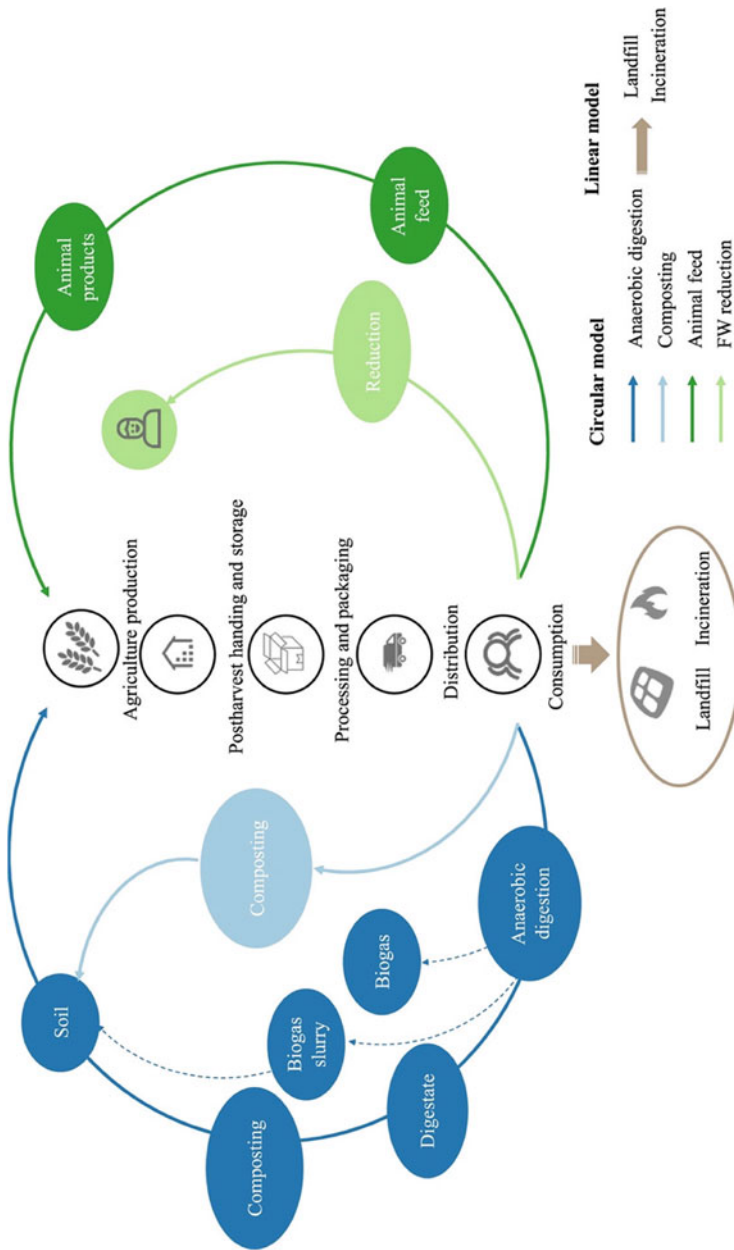 Soil
Composting
Composting
Biogas
slurry
Biogas
Digestate
Anaerobic
digestion
Agriculture production
Postharvest handing and storage
Processing and packaging
Distribution
Consumption
Landfill
Incineration
Reduction
Animal
products
Animal
feed
Circular model
Anaerobic digestion
Composting
Animal feed
FW reduction
Linear model
Landfill
Incineration